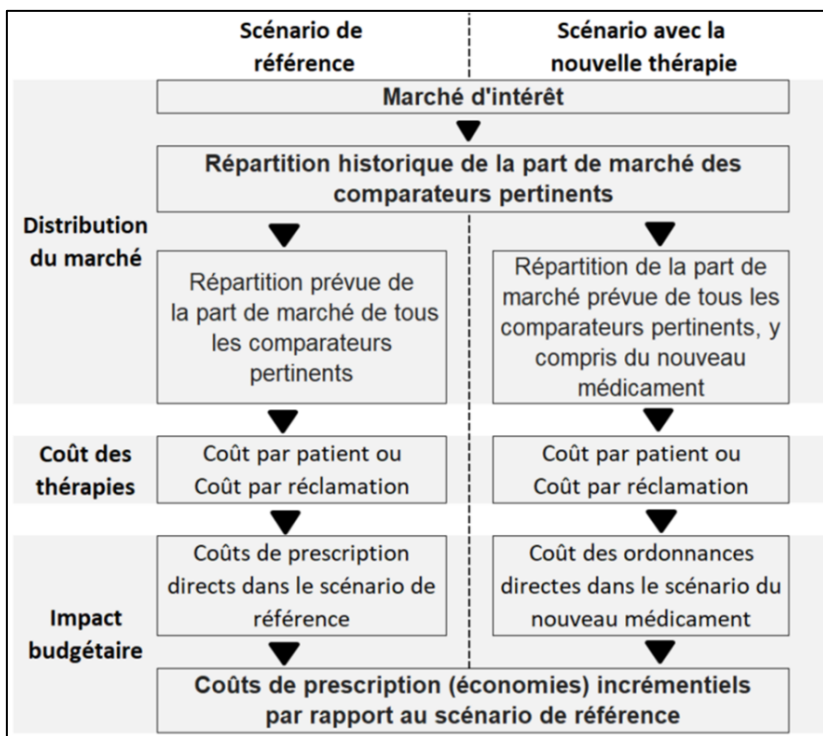 Scénario de
référence
Scénario avec la
nouvelle thérapie
Marché d'intérêt
Répartition historique de la part de marché des
comparateurs pertinents
Distribution
du marché
Répartition prévue de
la part de marché de tous
les comparateurs
pertinents
Répartition de la part de
marché prévue de tous les
comparateurs pertinents, y
compris du nouveau
médicament
Coût des
thérapies
Coût par patient ou
Coût par réclamation
Coût par patient ou
Coût par réclamation
Impact
budgétaire
Coûts de prescription
directs dans le scénario de
référence
Coût des ordonnances
directes dans le scénario du
nouveau médicament
Coûts de prescription (économies) incrémentiels
par rapport au scénario de référence